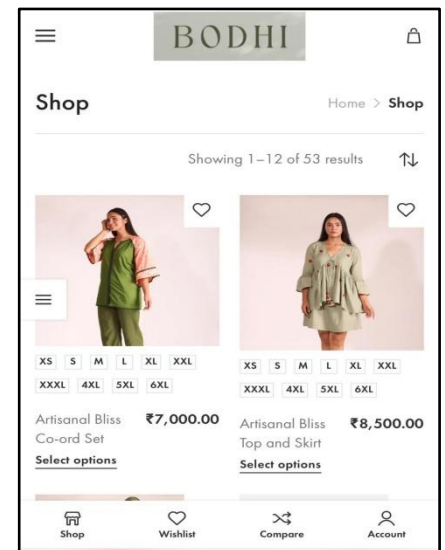 BODHI
Shop
Home > Shop
Showing 1–12 of 53 results
XS S M L XL XXL
XXXL 4XL 5XL 6XL
Artisanal Bliss ₹7,000.00
Co-ord Set
Select options
XS S M L XL XXL
XXXL 4XL 5XL 6XL
Artisanal Bliss ₹8,500.00
Top and Skirt
Select options
Shop Wishlist Compare Account